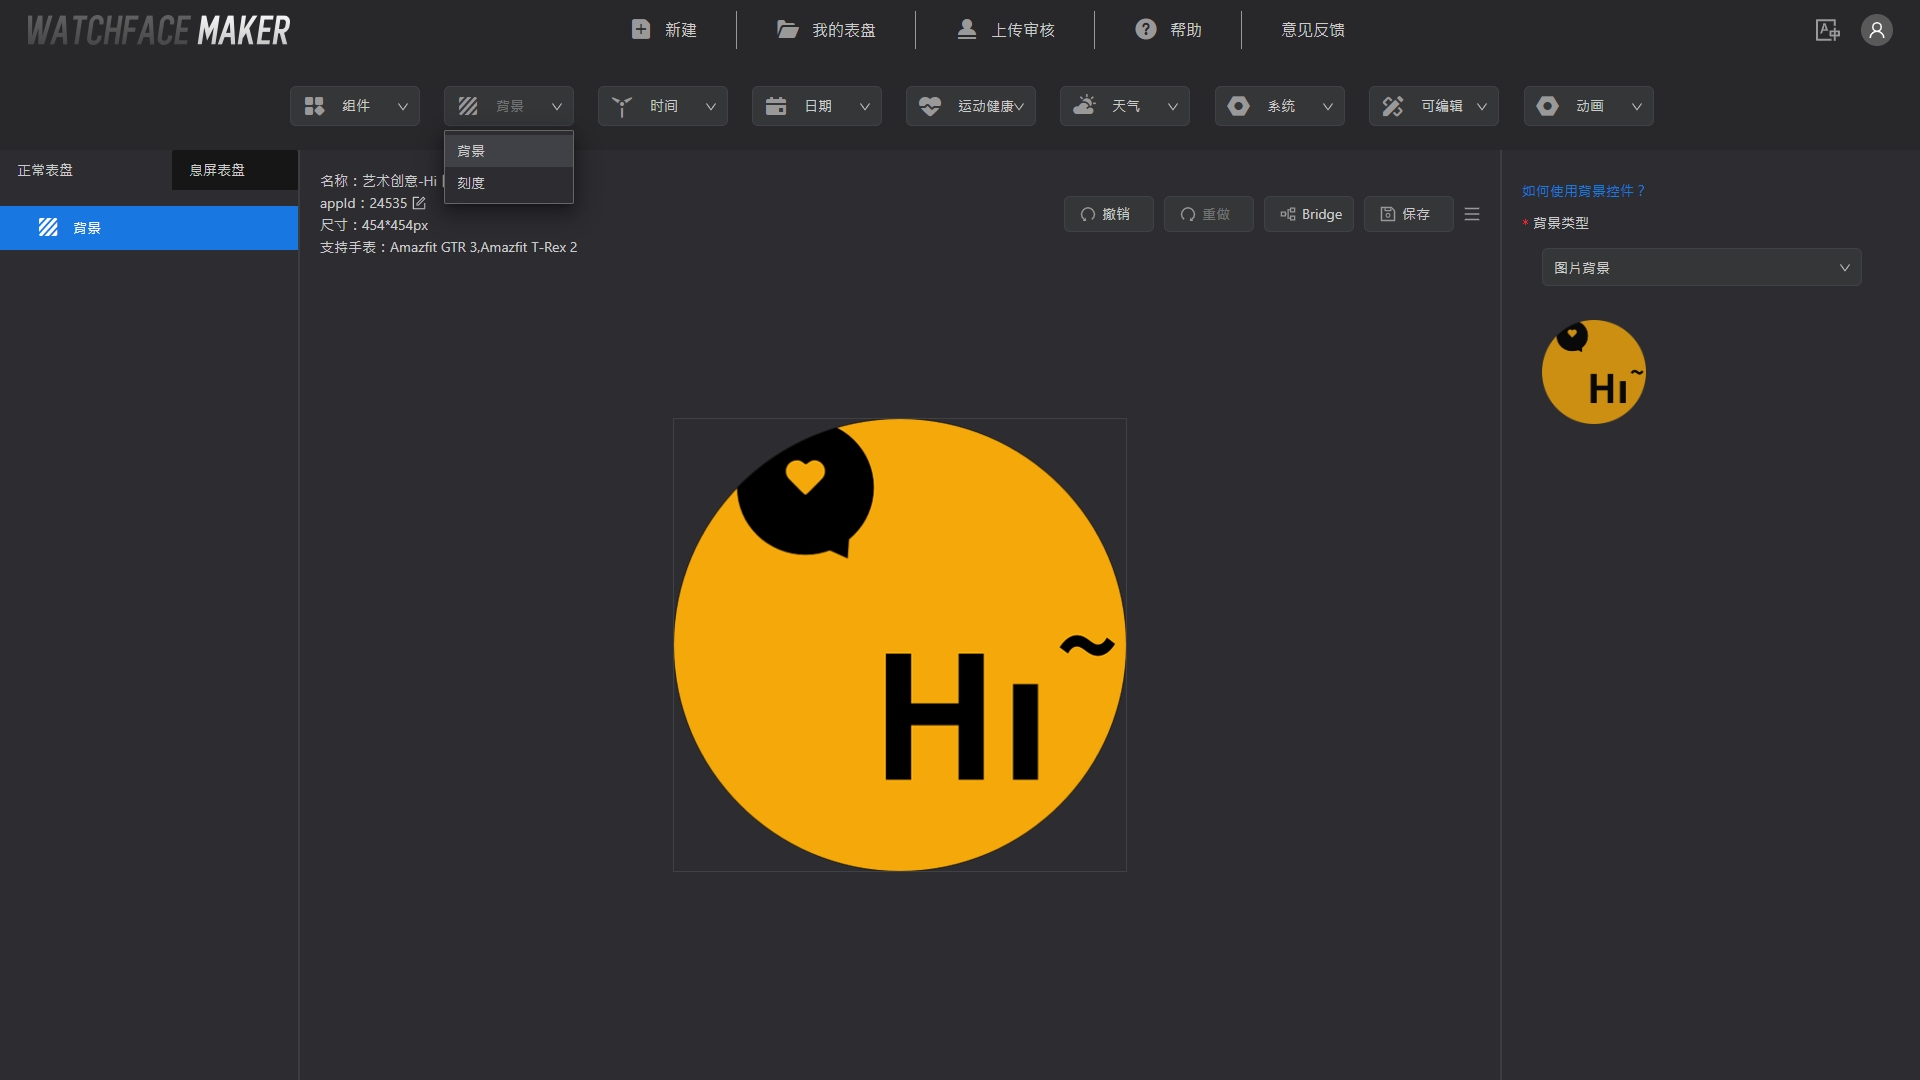 WATCHFACE MAKER
新建
我的表盘
上传审核
帮助
意见反馈
组件
背景
时间
日期
运动健康
天气
系统
可编辑
动画
背景
刻度
正常表盘
息屏表盘
背景
名称：艺术创意-Hi
appId：24535
尺寸：454*454px
支持手表：Amazfit GTR 3,Amazfit T-Rex 2
撤销
重做
Bridge
保存
如何使用背景控件？
* 背景类型
图片背景
Hi ~
Hi ~